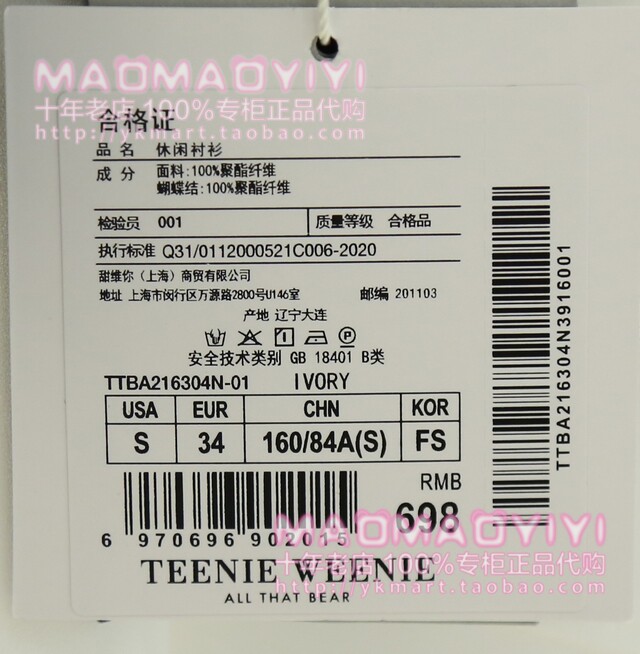 MAOMAOYIYI
十年老店 100%专柜正品代购
http://ykmart.taobao.com
合格证
品 名 休闲衬衫
成 分 面料:100%聚酯纤维
蝴蝶结:100%聚酯纤维
检验员 001 质量等级 合格品
执行标准 Q31/0112000521C006-2020
甜维你（上海）商贸有限公司
地址 上海市闵行区万源路2800号U146室 邮编 201103
产地 辽宁大连
安全技术类别 GB 18401 B类
TTBA216304N-01 IVORY
USA EUR CHN KOR
S 34 160/84A(S) FS
RMB
698
6 970696 902015
TTBA216304N3916001
MAOMAOYIYI
十年老店 100%专柜正品代购
http://ykmart.taobao.com
TEENIE WEENIE
ALL THAT BEAR